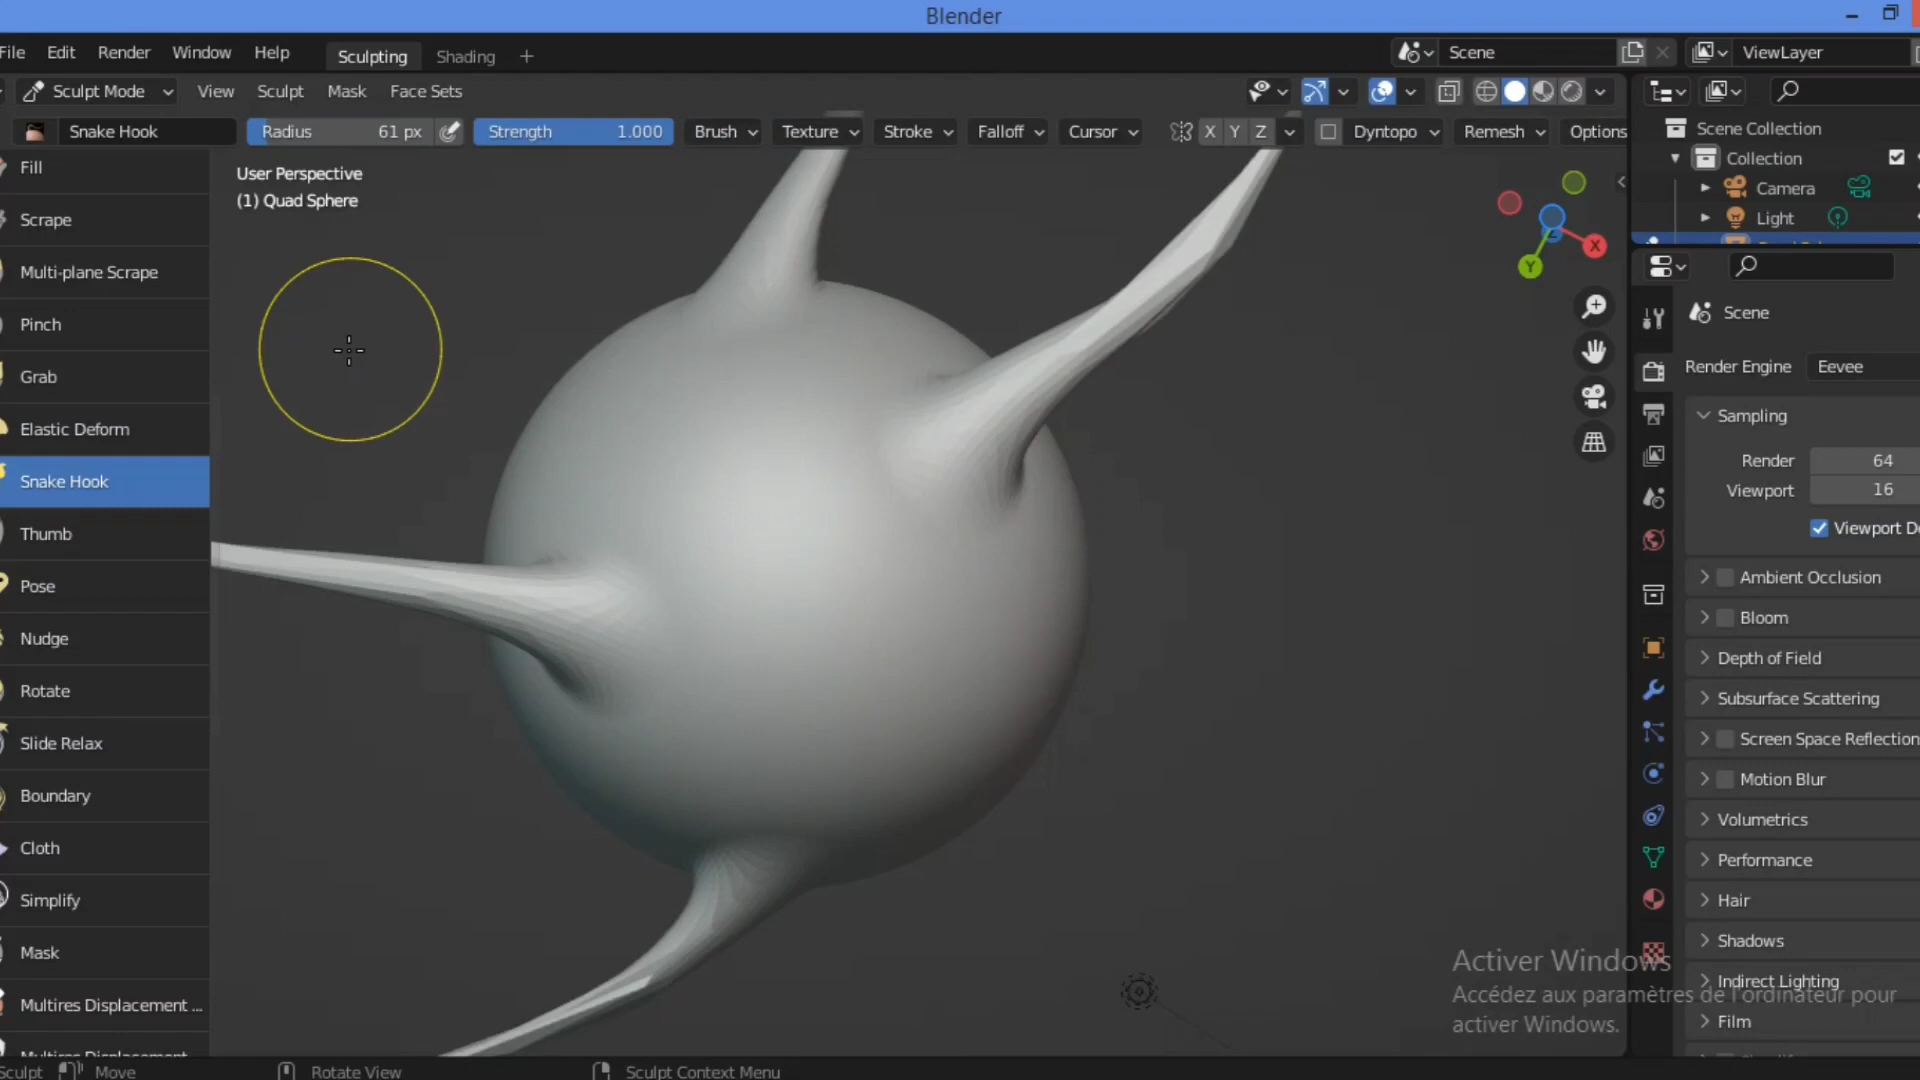 Blender
File Edit Render Window Help Sculpting Shading + Scene ViewLayer
Sculpt Mode View Sculpt Mask Face Sets
Snake Hook Radius 61 px Strength 1.000 Brush Texture Stroke Falloff Cursor X Y Z Dyntopo Remesh Options
User Perspective
(1) Quad Sphere
Fill
Scrape
Multi-plane Scrape
Pinch
Grab
Elastic Deform
Snake Hook
Thumb
Pose
Nudge
Rotate
Slide Relax
Boundary
Cloth
Simplify
Mask
Multires Displacement ...
Multires Displacement
X
Y
Z
Scene Collection
Collection
Camera
Light
Scene
Render Engine Eevee
Sampling
Render 64
Viewport 16
Viewport De
Ambient Occlusion
Bloom
Depth of Field
Subsurface Scattering
Screen Space Reflection
Motion Blur
Volumetrics
Performance
Hair
Shadows
Indirect Lighting
Film
Activer Windows
Accédez aux paramètres de l'ordinateur pour
activer Windows.
Sculpt Move Rotate View Sculpt Context Menu